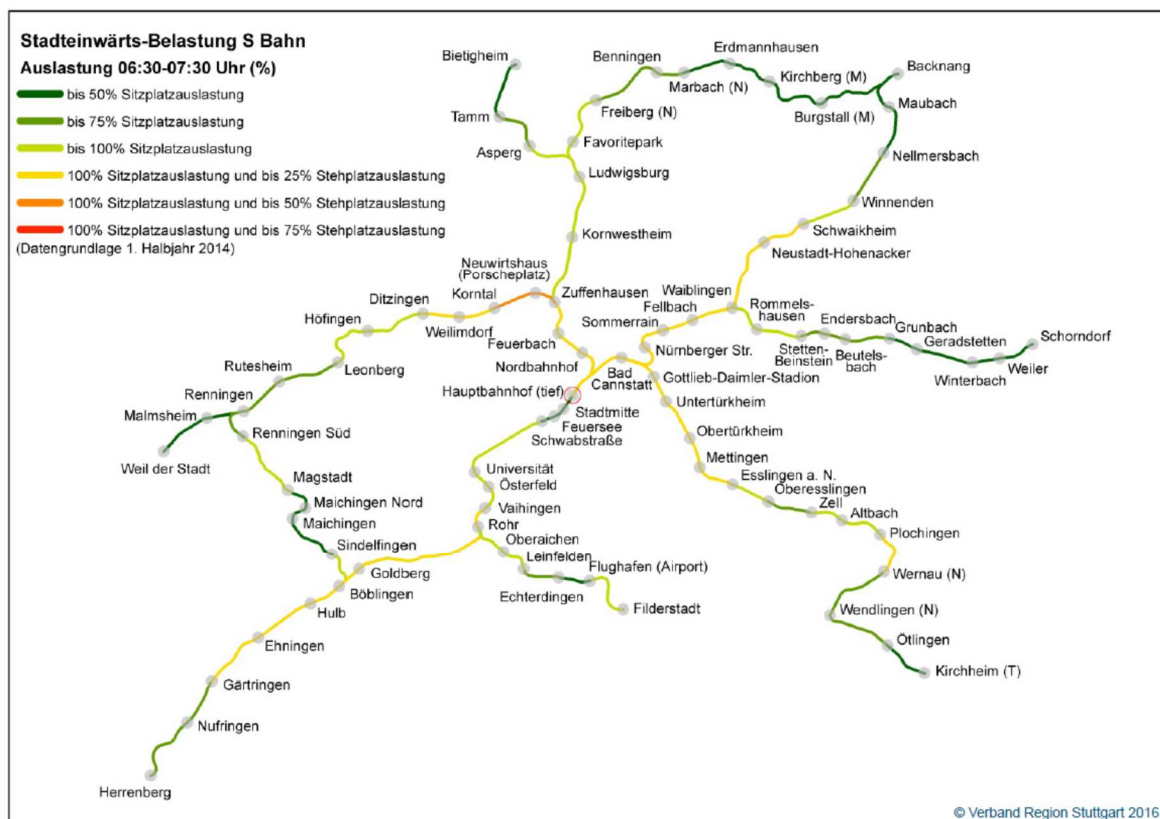 Stadteinwärts-Belastung S Bahn
Auslastung 06:30-07:30 Uhr (%)
bis 50% Sitzplatzauslastung
bis 75% Sitzplatzauslastung
bis 100% Sitzplatzauslastung
100% Sitzplatzauslastung und bis 25% Stehplatzauslastung
100% Sitzplatzauslastung und bis 50% Stehplatzauslastung
100% Sitzplatzauslastung und bis 75% Stehplatzauslastung
(Datengrundlage 1. Halbjahr 2014)
Bietigheim
Tamm
Asperg
Benningen
Erdmannhausen
Marbach (N)
Kirchberg (M)
Burgstall (M)
Backnang
Maubach
Nellmersbach
Winnenden
Schwaikheim
Neustadt-Hohenacker
Freiberg (N)
Favoritepark
Ludwigsburg
Kornwestheim
Neuwirtshaus
(Porscheplatz)
Zuffenhausen
Korntal
Ditzingen
Weilimdorf
Höfingen
Leonberg
Rutesheim
Renningen
Malmsheim
Weil der Stadt
Renningen Süd
Magstadt
Maichingen Nord
Maichingen
Sindelfingen
Feuerbach
Nordbahnhof
Hauptbahnhof (tief)
Stadtmitte
Feuersee
Schwabstraße
Waiblingen
Fellbach
Sommerrain
Nürnberger Str.
Bad
Cannstatt
Rommels-
hausen
Stetten-
Beinstein
Endersbach
Beutelsbach
Grunbach
Geradstetten
Winterbach
Weiler
Schorndorf
Gottlieb-Daimler-Stadion
Untertürkheim
Obertürkheim
Mettingen
Esslingen a. N.
Oberesslingen
Zell
Altbach
Plochingen
Wernau (N)
Wendlingen (N)
Ötlingen
Kirchheim (T)
Universität
Österfeld
Vaihingen
Rohr
Oberaichen
Leinfelden
Echterdingen
Flughafen (Airport)
Filderstadt
Goldberg
Böblingen
Hulb
Ehningen
Gärtringen
Nufringen
Herrenberg
© Verband Region Stuttgart 2016